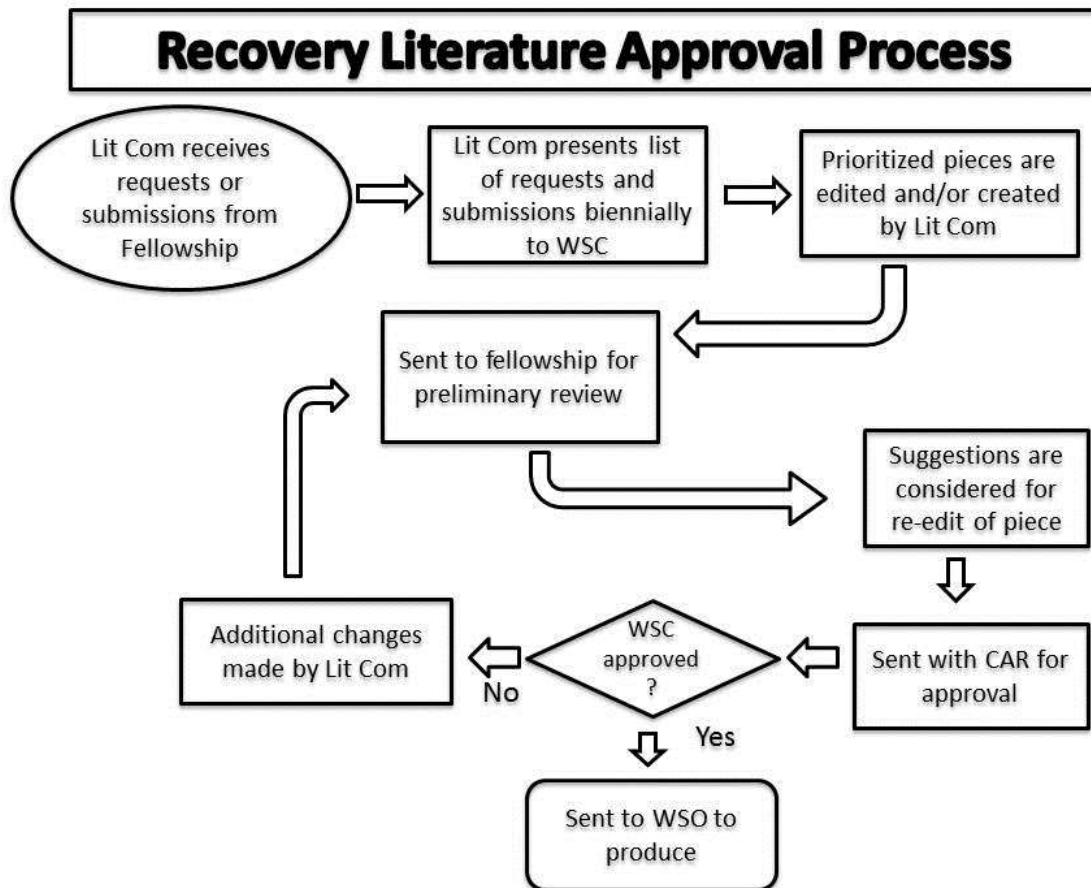 Recovery Literature Approval Process
Lit Com receives
requests or
submissions from
Fellowship
Lit Com presents list
of requests and
submissions biennially
to WSC
Prioritized pieces are
edited and/or created
by Lit Com
Sent to fellowship for
preliminary review
Suggestions are
considered for
re-edit of piece
Sent with CAR for
approval
WSC
approved
?
No
Additional changes
made by Lit Com
Yes
Sent to WSO to
produce